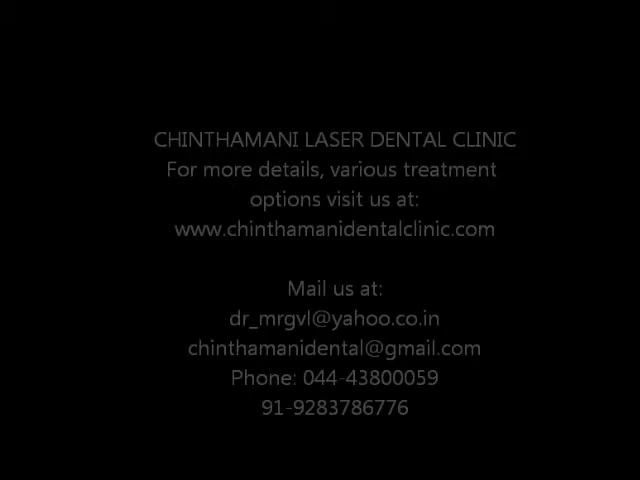 CHINTHAMANI LASER DENTAL CLINIC
For more details, various treatment
options visit us at:
www.chinthamanidentalclinic.com
Mail us at:
dr_mrgvl@yahoo.co.in
chinthamanidental@gmail.com
Phone: 044-43800059
91-9283786776